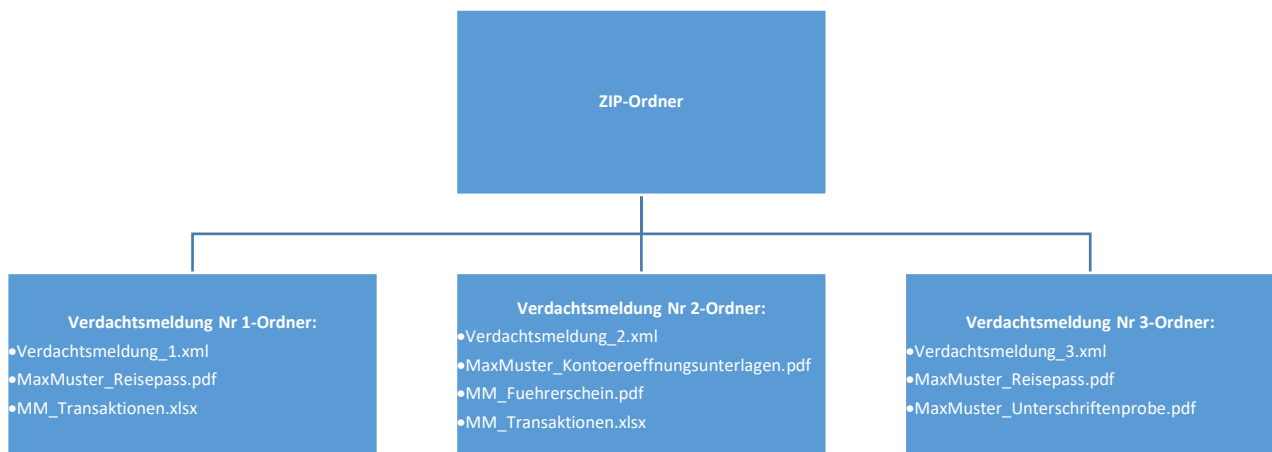 ZIP-Ordner
Verdachtsmeldung Nr 1-Ordner:
•Verdachtsmeldung_1.xml
•MaxMuster_Reisepass.pdf
•MM_Transaktionen.xlsx
Verdachtsmeldung Nr 2-Ordner:
•Verdachtsmeldung_2.xml
•MaxMuster_Kontoeroeffnungsunterlagen.pdf
•MM_Fuehrerschein.pdf
•MM_Transaktionen.xlsx
Verdachtsmeldung Nr 3-Ordner:
•Verdachtsmeldung_3.xml
•MaxMuster_Reisepass.pdf
•MaxMuster_Unterschriftenprobe.pdf